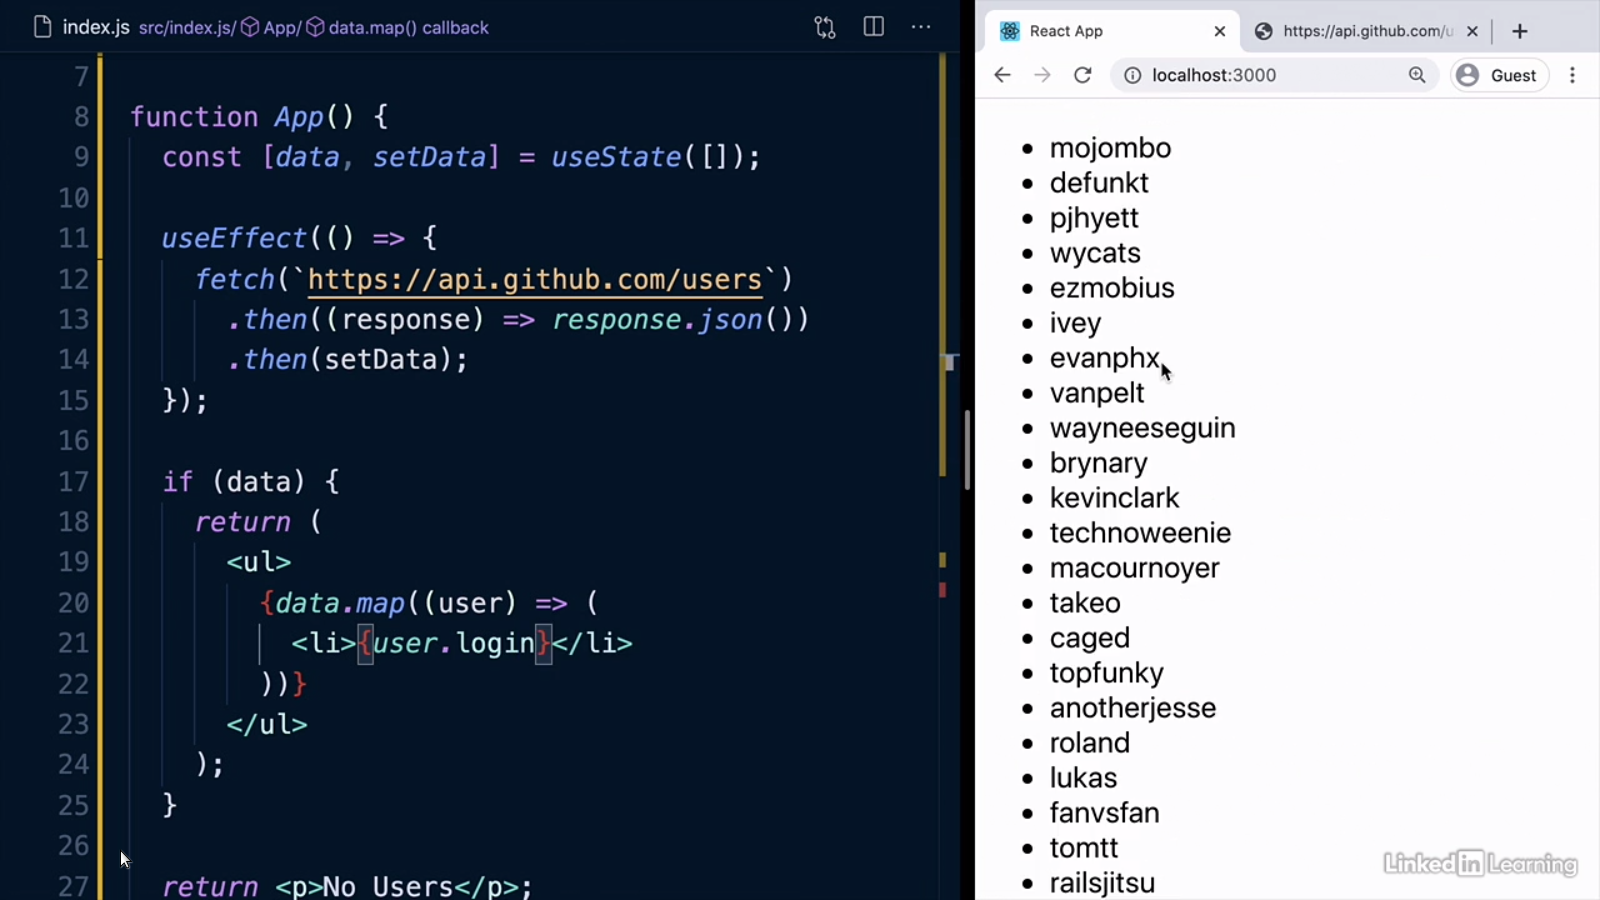 index.js src/index.js/ App/ data.map() callback
7
8 function App() {
9 const [data, setData] = useState([]);
10
11 useEffect(() => {
12 fetch(`https://api.github.com/users`)
13 .then((response) => response.json())
14 .then(setData);
15 });
16
17 if (data) {
18 return (
19 <ul>
20 {data.map((user) => (
21 <li>{user.login}</li>
22 ))}
23 </ul>
24 );
25 }
26
27 return <p>No Users</p>;
React App
https://api.github.com/u
localhost:3000
Guest
mojombo
defunkt
pjhyett
wycats
ezmobius
ivey
evanphx
vanpelt
wayneeseguin
brynary
kevinclark
technoweenie
macournoyer
takeo
caged
topfunky
anotherjesse
roland
lukas
fanvsfan
tomtt
railsjitsu
Linked in Learning